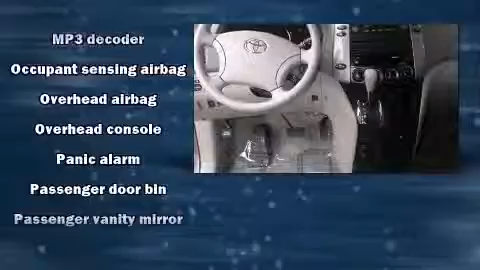 MP3 decoder
Occupant sensing airbag
Overhead airbag
Overhead console
Panic alarm
Passenger door bin
Passenger vanity mirror